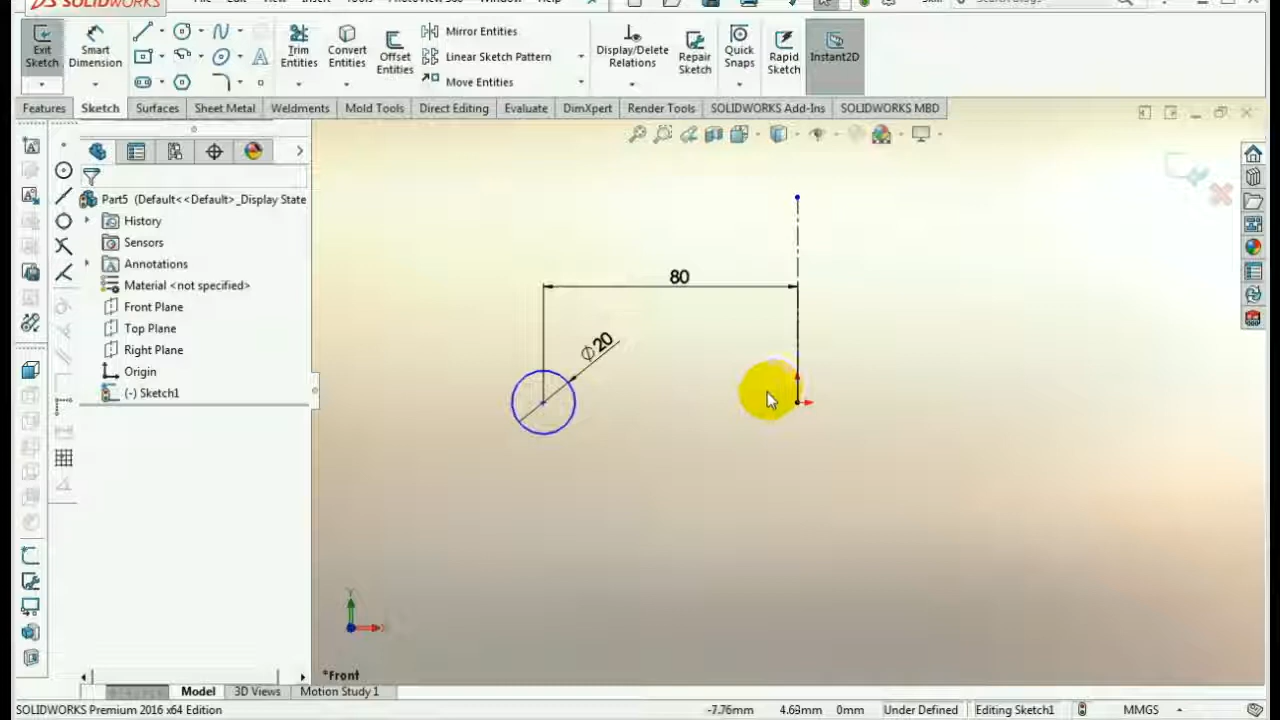 SOLIDWORKS
Exit Sketch
Smart Dimension
Trim Entities
Convert Entities
Offset Entities
Mirror Entities
Linear Sketch Pattern
Move Entities
Display/Delete Relations
Repair Sketch
Quick Snaps
Rapid Sketch
Instant2D
Features
Sketch
Surfaces
Sheet Metal
Weldments
Mold Tools
Direct Editing
Evaluate
DimXpert
Render Tools
SOLIDWORKS Add-Ins
SOLIDWORKS MBD
Part5 (Default<<Default>_Display State
History
Sensors
Annotations
Material <not specified>
Front Plane
Top Plane
Right Plane
Origin
(-) Sketch1
80
Ø20
Y
X
*Front
Model
3D Views
Motion Study 1
SOLIDWORKS Premium 2016 x64 Edition
-7.76mm
4.69mm
0mm
Under Defined
Editing Sketch1
MMGS